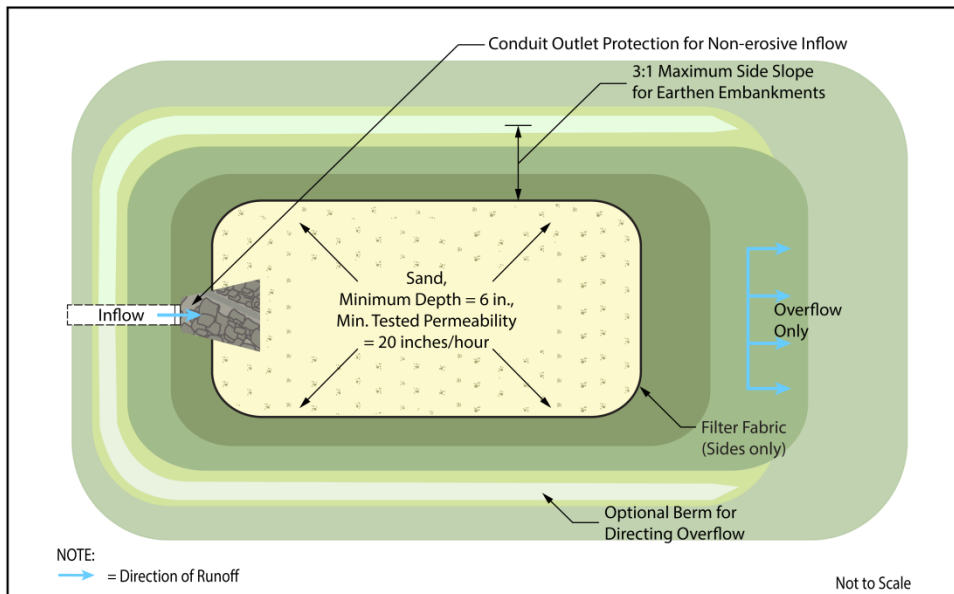 Conduit Outlet Protection for Non-erosive Inflow
3:1 Maximum Side Slope
for Earthen Embankments
Sand,
Minimum Depth = 6 in.,
Min. Tested Permeability
= 20 inches/hour
Inflow
Overflow
Only
Filter Fabric
(Sides only)
Optional Berm for
Directing Overflow
NOTE:
= Direction of Runoff
Not to Scale